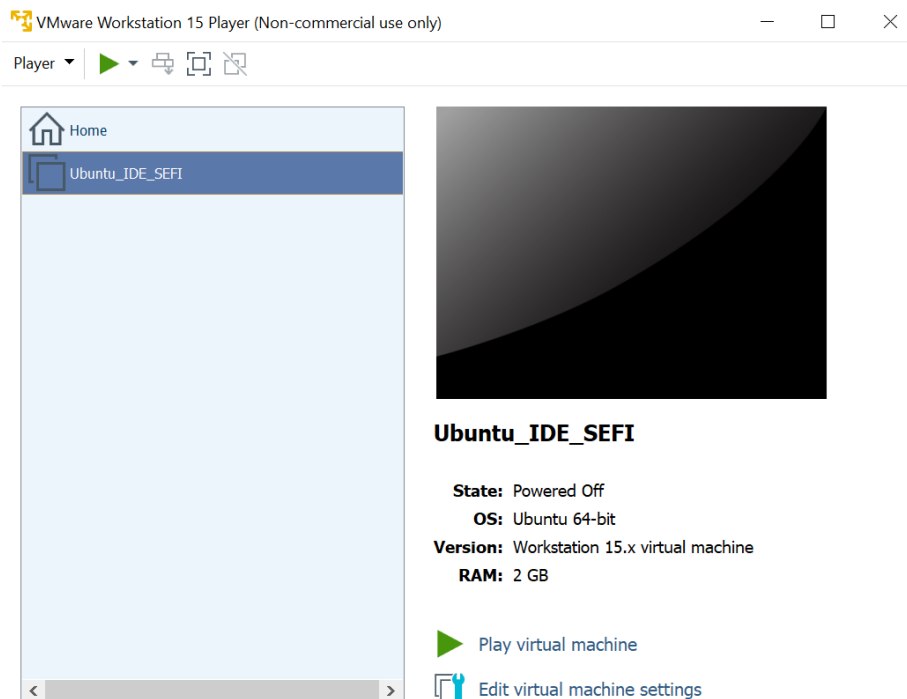 VMware Workstation 15 Player (Non-commercial use only)
Player
Home
Ubuntu_IDE_SEFI
Ubuntu_IDE_SEFI
State: Powered Off
OS: Ubuntu 64-bit
Version: Workstation 15.x virtual machine
RAM: 2 GB
Play virtual machine
Edit virtual machine settings